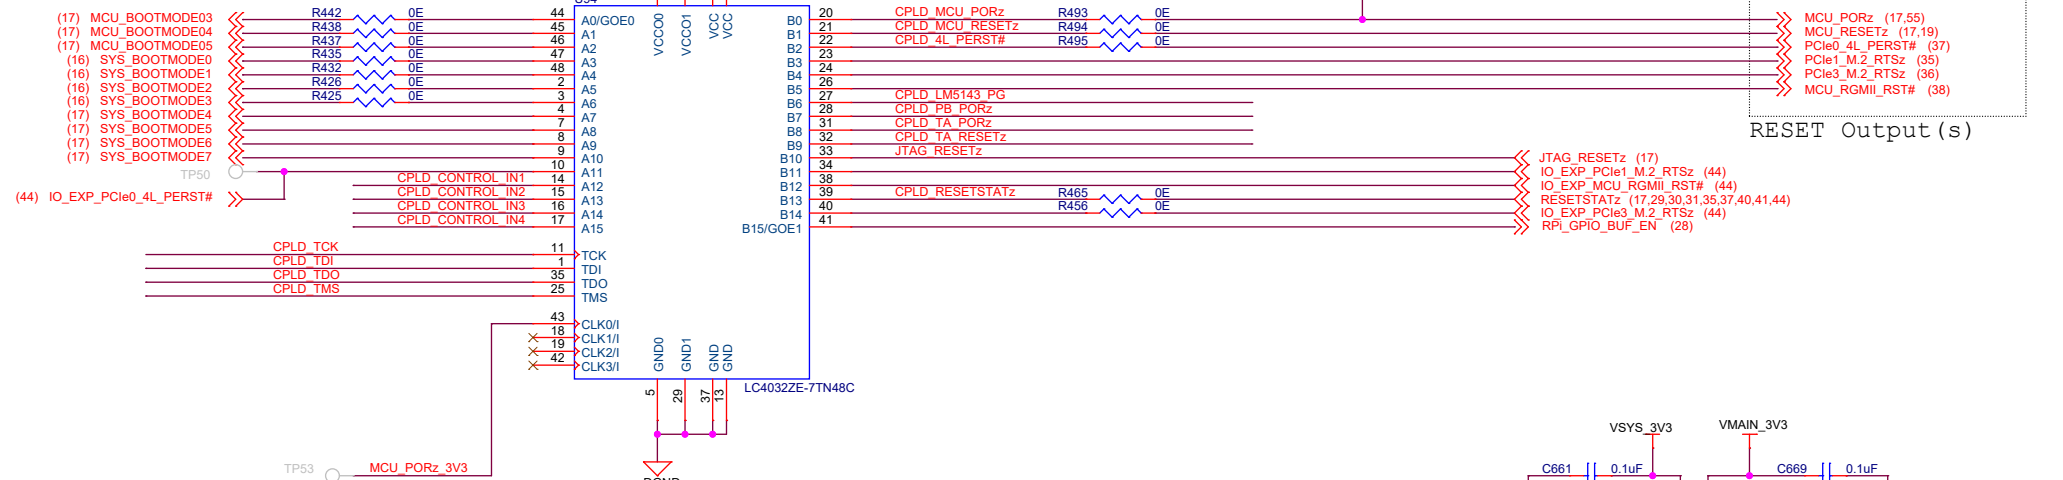 (17) MCU_BOOTMODE03 R442 0E 44 A0/GOE0 VCCO0 VCCO1 VCC VCC B0 20 CPLD_MCU_PORz R493 0E MCU_PORz (17,55)
(17) MCU_BOOTMODE04 R438 0E 45 A1 B1 21 CPLD_MCU_RESETz R494 0E MCU_RESETz (17,19)
(17) MCU_BOOTMODE05 R437 0E 46 A2 B2 22 CPLD_4L_PERST# R495 0E PCIe0_4L_PERST# (37)
(16) SYS_BOOTMODE0 R435 0E 47 A3 B3 23 PCIe1_M.2_RTSz (35)
(16) SYS_BOOTMODE1 R432 0E 48 A4 B4 24 PCIe3_M.2_RTSz (36)
(16) SYS_BOOTMODE2 R426 0E 2 A5 B5 26 MCU_RGMII_RST# (38)
(16) SYS_BOOTMODE3 R425 0E 3 A6 B6 27 CPLD_LM5143_PG
(17) SYS_BOOTMODE4 4 A7 B7 28 CPLD_PB_PORz
(17) SYS_BOOTMODE5 7 A8 B8 31 CPLD_TA_PORz
RESET Output(s)
(17) SYS_BOOTMODE6 8 A9 B9 32 CPLD_TA_RESETz
(17) SYS_BOOTMODE7 9 A10 B10 33 JTAG_RESETz JTAG_RESETz (17)
TP50 10 A11 B11 34 IO_EXP_PCIe1_M.2_RTSz (44)
CPLD_CONTROL_IN1 14 A12 B12 38 IO_EXP_MCU_RGMII_RST# (44)
(44) IO_EXP_PCIe0_4L_PERST# CPLD_CONTROL_IN2 15 A13 B13 39 CPLD_RESETSTATz R465 0E RESETSTATz (17,29,30,31,35,37,40,41,44)
CPLD_CONTROL_IN3 16 A14 B14 40 R456 0E IO_EXP_PCIe3_M.2_RTSz (44)
CPLD_CONTROL_IN4 17 A15 B15/GOE1 41 RPi_GPIO_BUF_EN (28)
CPLD_TCK 11 TCK
CPLD_TDI 1 TDI
CPLD_TDO 35 TDO
CPLD_TMS 25 TMS
43 CLK0/I
18 CLK1/I
19 CLK2/I
42 CLK3/I
GND0 GND1 GND GND
LC4032ZE-7TN48C
5 29 37 13
VSYS_3V3 VMAIN_3V3
TP53 MCU_PORz_3V3 C661 0.1uF C669 0.1uF